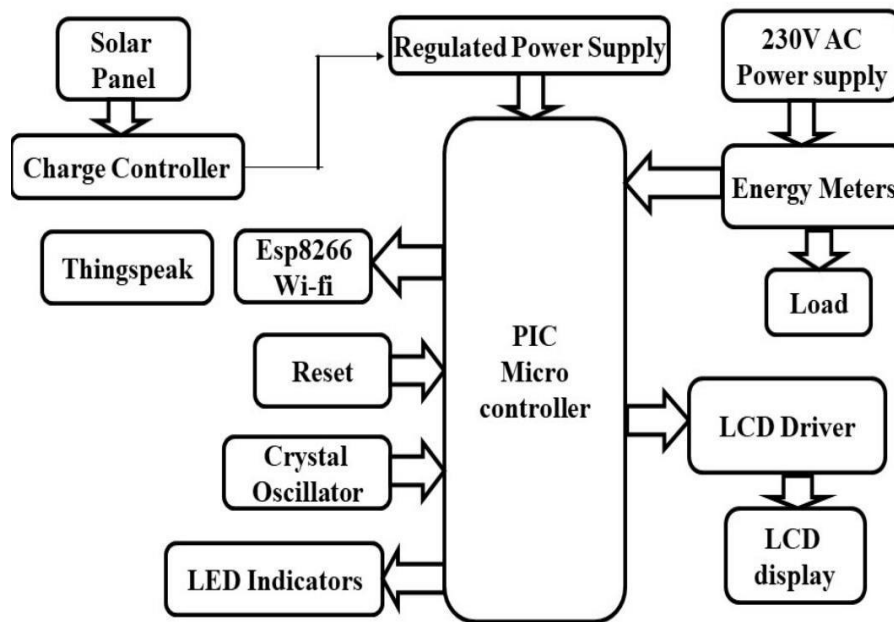 Solar
Panel
Regulated Power Supply
230V AC
Power supply
Charge Controller
Energy Meters
Thingspeak
Esp8266
Wi-fi
Load
PIC
Micro
controller
Reset
LCD Driver
Crystal
Oscillator
LCD
display
LED Indicators